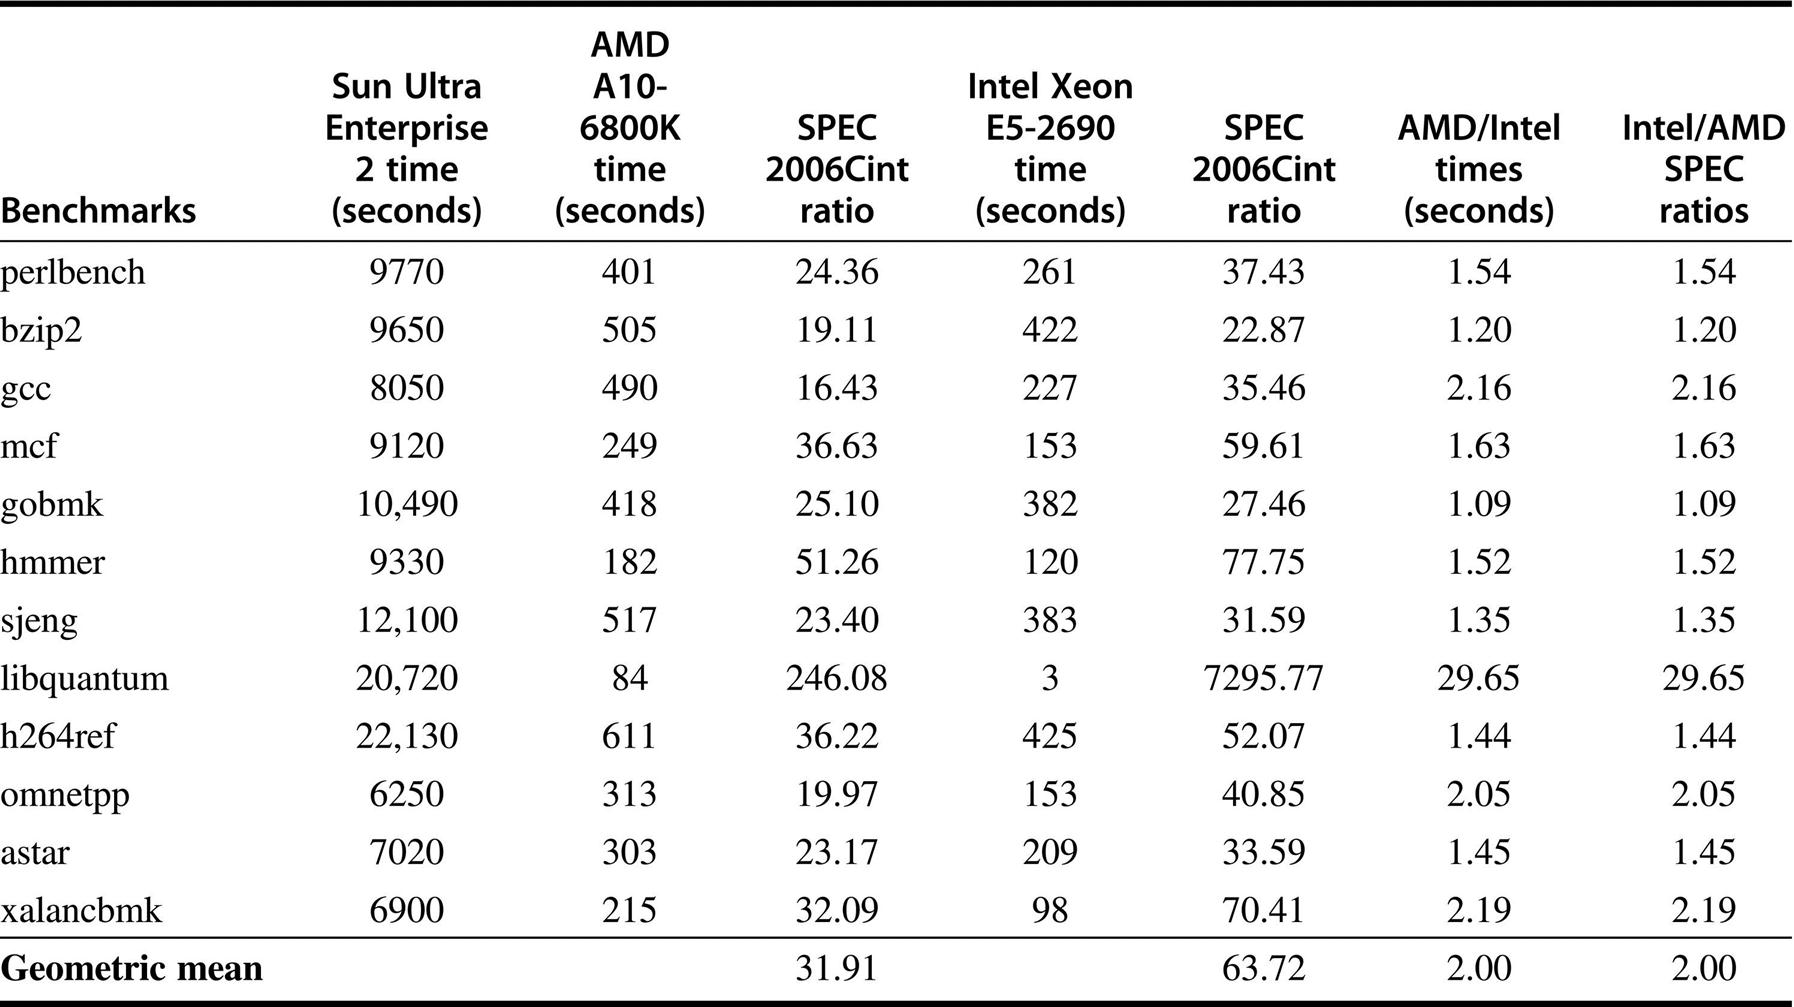 Benchmarks Sun Ultra Enterprise 2 time (seconds) AMD A10-6800K time (seconds) SPEC 2006Cint ratio Intel Xeon E5-2690 time (seconds) SPEC 2006Cint ratio AMD/Intel times (seconds) Intel/AMD SPEC ratios
perlbench 9770 401 24.36 261 37.43 1.54 1.54
bzip2 9650 505 19.11 422 22.87 1.20 1.20
gcc 8050 490 16.43 227 35.46 2.16 2.16
mcf 9120 249 36.63 153 59.61 1.63 1.63
gobmk 10,490 418 25.10 382 27.46 1.09 1.09
hmmer 9330 182 51.26 120 77.75 1.52 1.52
sjeng 12,100 517 23.40 383 31.59 1.35 1.35
libquantum 20,720 84 246.08 3 7295.77 29.65 29.65
h264ref 22,130 611 36.22 425 52.07 1.44 1.44
omnetpp 6250 313 19.97 153 40.85 2.05 2.05
astar 7020 303 23.17 209 33.59 1.45 1.45
xalancbmk 6900 215 32.09 98 70.41 2.19 2.19
Geometric mean 31.91 63.72 2.00 2.00